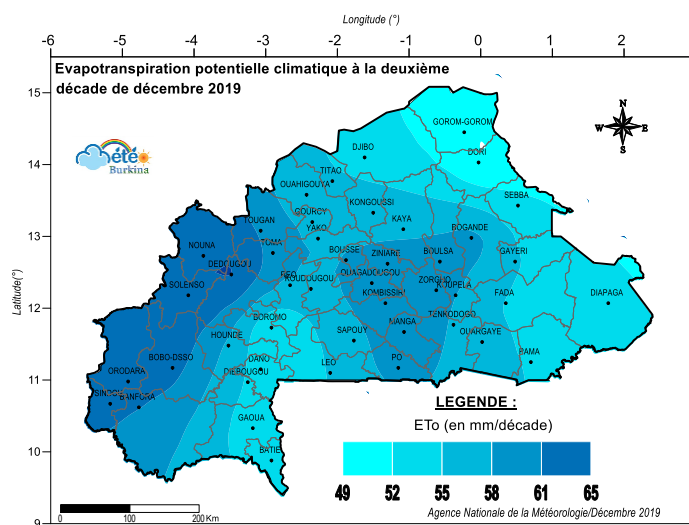 Longitude (°)
-6 -5 -4 -3 -2 -1 0 1 2
Evapotranspiration potentielle climatique à la deuxième
décade de décembre 2019
15
14
13
12
11
10
9
Latitude(°)
Météo
Burkina
N
W E
S
GOROM-GOROM
DORI
DJIBO
TITAO
OUAHIGOUYA
SEBBA
KONGOUSSI
GOURCY
KAYA
TOUGAN
YAKO
BOGANDE
NOUNA
TOMA
BOUSSE
ZINIARE
BOULSA
GAYERI
DEDOUGOU
REO
KOUDOUGOU
OUAGADOUGOU
ZORGHO
KOUPELA
SOLENSO
KOMBISSIRI
FADA
DIAPAGA
BOROMO
TENKODOGO
HOUNDE
SAPOUY
MANGA
OUARGAYE
BOBO-DSSO
DANO
LEO
PO
PAMA
ORODARA
DIEBOUGOU
SINDOU
BANFORA
GAOUA
BATIE
LEGENDE :
ETo (en mm/décade)
49 52 55 58 61 65
0 100 200 Km
Agence Nationale de la Météorologie/Décembre 2019